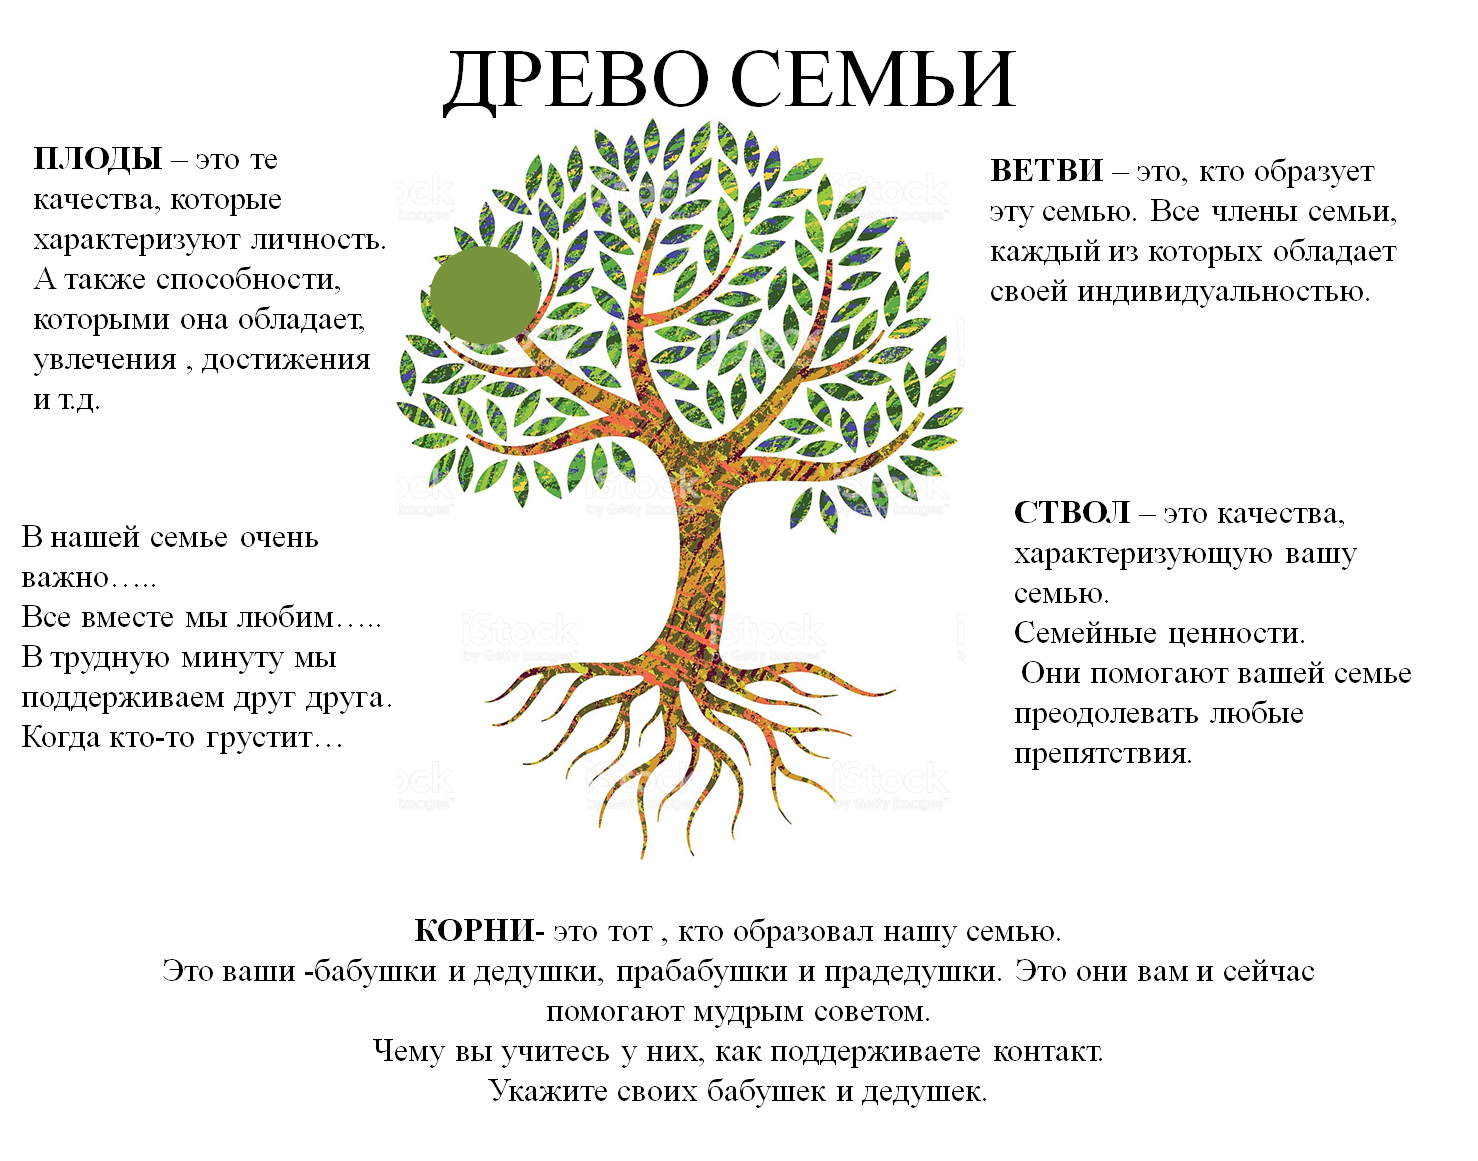 ДРЕВО СЕМЬИ
ПЛОДЫ – это те
качества, которые
характеризуют личность.
А также способности,
которыми она обладает,
увлечения , достижения
и т.д.
ВЕТВИ – это, кто образует
эту семью. Все члены семьи,
каждый из которых обладает
своей индивидуальностью.
В нашей семье очень
важно…..
Все вместе мы любим…..
В трудную минуту мы
поддерживаем друг друга.
Когда кто-то грустит…
СТВОЛ – это качества,
характеризующую вашу
семью.
Семейные ценности.
Они помогают вашей семье
преодолевать любые
препятствия.
iStock
by Getty Images™
КОРНИ- это тот , кто образовал нашу семью.
Это ваши -бабушки и дедушки, прабабушки и прадедушки. Это они вам и сейчас
помогают мудрым советом.
Чему вы учитесь у них, как поддерживаете контакт.
Укажите своих бабушек и дедушек.